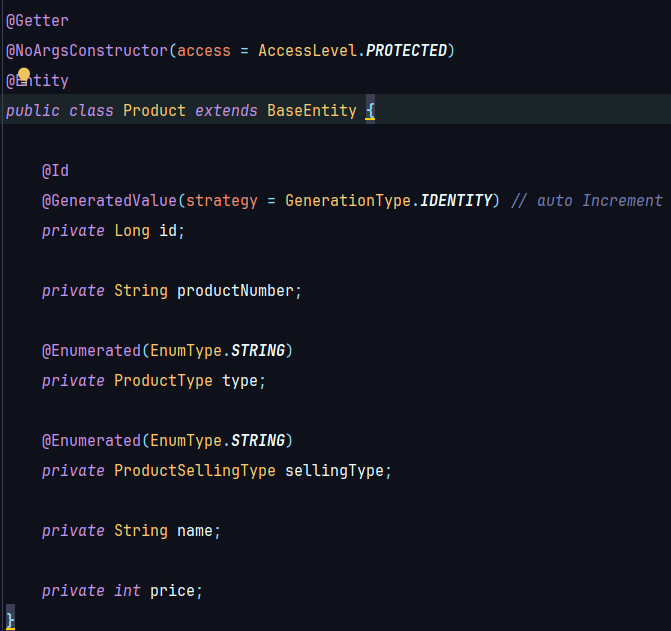 @Getter
@NoArgsConstructor(access = AccessLevel.PROTECTED)
@Entity
public class Product extends BaseEntity {
@Id
@GeneratedValue(strategy = GenerationType.IDENTITY) // auto Increment
private Long id;
private String productNumber;
@Enumerated(EnumType.STRING)
private ProductType type;
@Enumerated(EnumType.STRING)
private ProductSellingType sellingType;
private String name;
private int price;
}